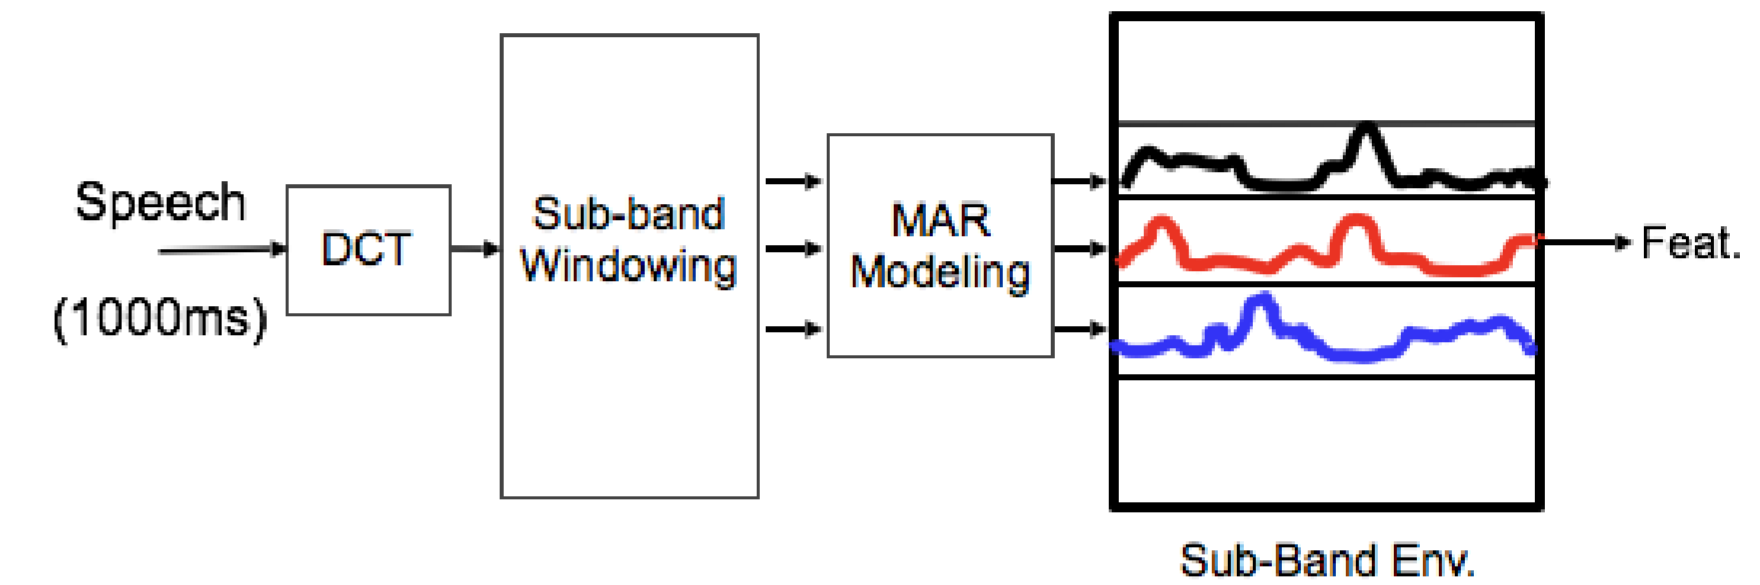 Speech
(1000ms)
DCT
Sub-band
Windowing
MAR
Modeling
Feat.
Sub-Band Env.